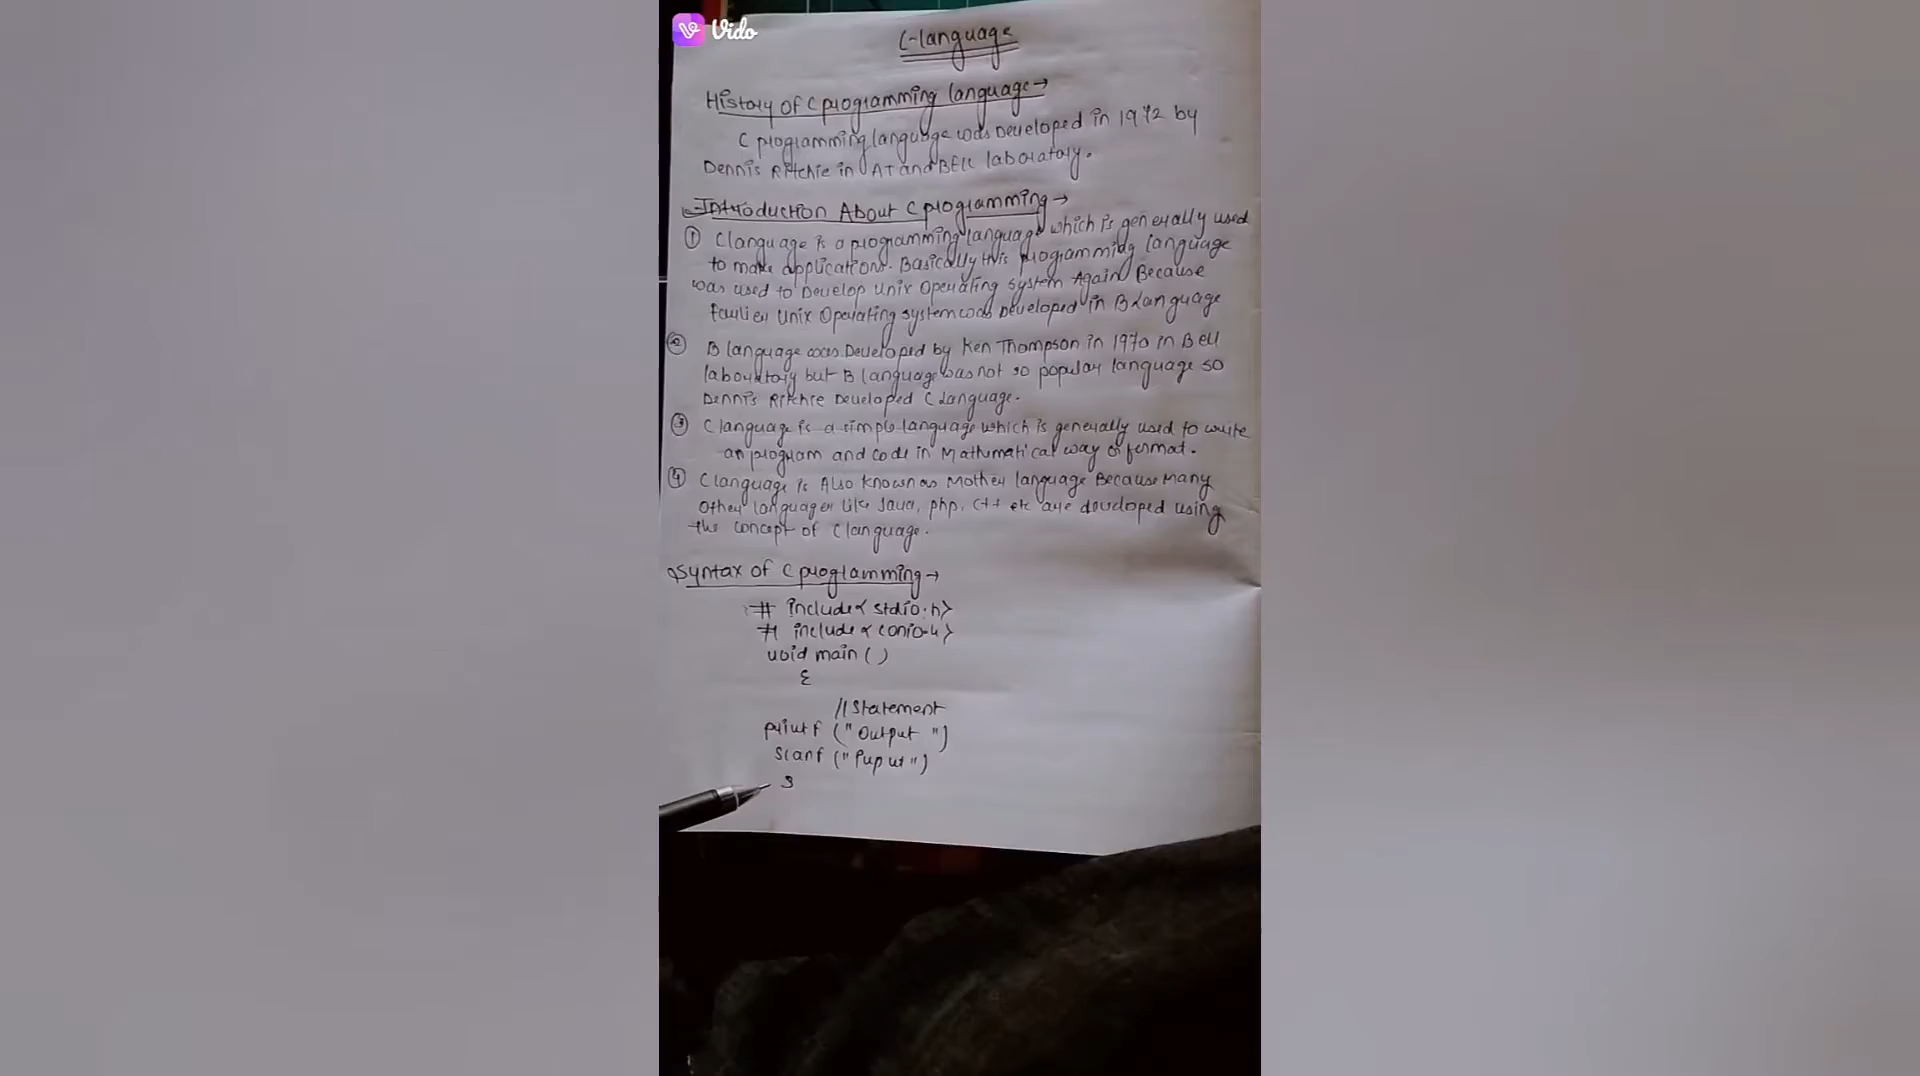 Vido
C-language
History of C programming language→
C programming language was Developed in 1972 by
Dennis Ritchie in AT and BELL laboratory.
Introduction About C programming→
① C language is a programming language which is generally used
to make applications. Basically this programming language
was used to Develop Unix Operating system Again Because
Earlier Unix Operating system was Developed in B Language
② B language was Developed by Ken Thompson in 1970 in Bell
laboratory but B language was not so popular language so
Dennis Ritchie Developed C Language.
③ C language is a simple language which is generally used to write
an program and code in Mathematical way or format.
④ C language is Also Known as Mother language Because Many
Other languages like Java, php, C++ etc are developed using
the concept of C language.
Syntax of C programming→
# include<stdio.h>
# include<conio.h>
void main ()
{
//Statement
printf ("Output ")
Scanf ("Input")
}